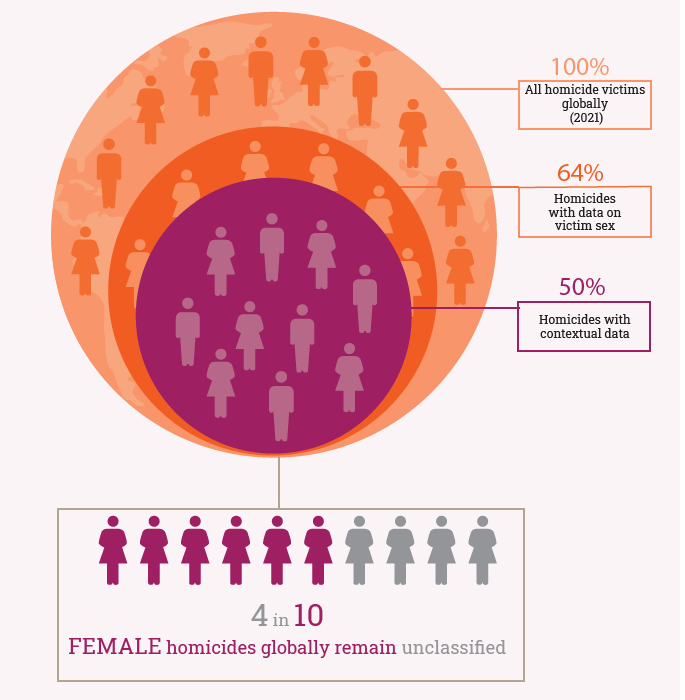 100%
All homicide victims
globally
(2021)
64%
Homicides
with data on
victim sex
50%
Homicides with
contextual data
4 in 10
FEMALE homicides globally remain unclassified